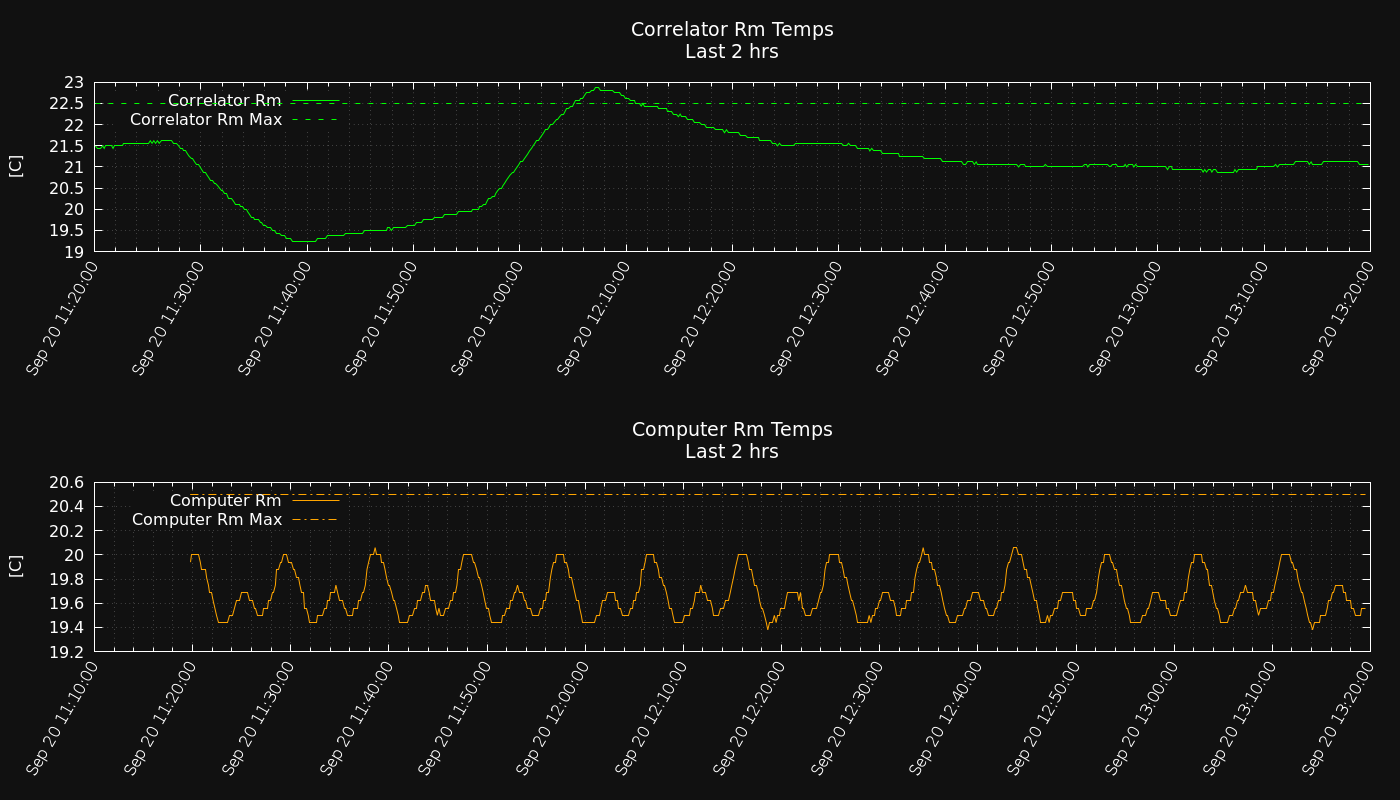 Correlator Rm Temps
Last 2 hrs
23
22.5
22
21.5
21
20.5
20
19.5
19
[C]
Correlator Rm
Correlator Rm Max
Sep 20 11:20:00
Sep 20 11:30:00
Sep 20 11:40:00
Sep 20 11:50:00
Sep 20 12:00:00
Sep 20 12:10:00
Sep 20 12:20:00
Sep 20 12:30:00
Sep 20 12:40:00
Sep 20 12:50:00
Sep 20 13:00:00
Sep 20 13:10:00
Sep 20 13:20:00
Computer Rm Temps
Last 2 hrs
20.6
20.4
20.2
20
19.8
19.6
19.4
19.2
[C]
Computer Rm
Computer Rm Max
Sep 20 11:10:00
Sep 20 11:20:00
Sep 20 11:30:00
Sep 20 11:40:00
Sep 20 11:50:00
Sep 20 12:00:00
Sep 20 12:10:00
Sep 20 12:20:00
Sep 20 12:30:00
Sep 20 12:40:00
Sep 20 12:50:00
Sep 20 13:00:00
Sep 20 13:10:00
Sep 20 13:20:00